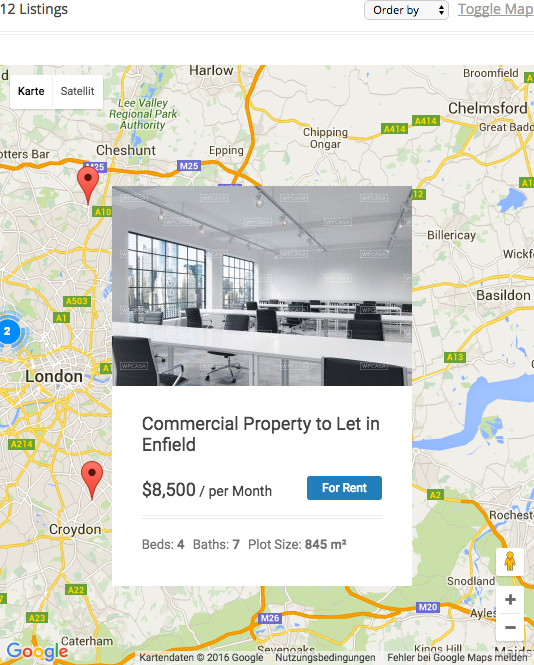 12 Listings
Order by
Toggle Map
Karte
Satellit
Harlow
Broomfield
Lee Valley
Regional Park
Authority
Chelmsford
A414
A414
Great Badd
Chipping
Ongar
Epping
Cheshunt
otters Bar
M25
M25
A10
12
Billericay
Wickf
Basildon
A503
A1
2
London
A13
A214
A2
Croydon
Rochest
Snodland
A22
M20
A23
Ayles
M26
Caterham
Sevenoaks
Kings Hill
WPCASA
Commercial Property to Let in
Enfield
$8,500 / per Month
For Rent
Beds: 4 Baths: 7 Plot Size: 845 m²
+
−
Google
Kartendaten © 2016 Google Nutzungsbedingungen Fehler bei Google Maps melden